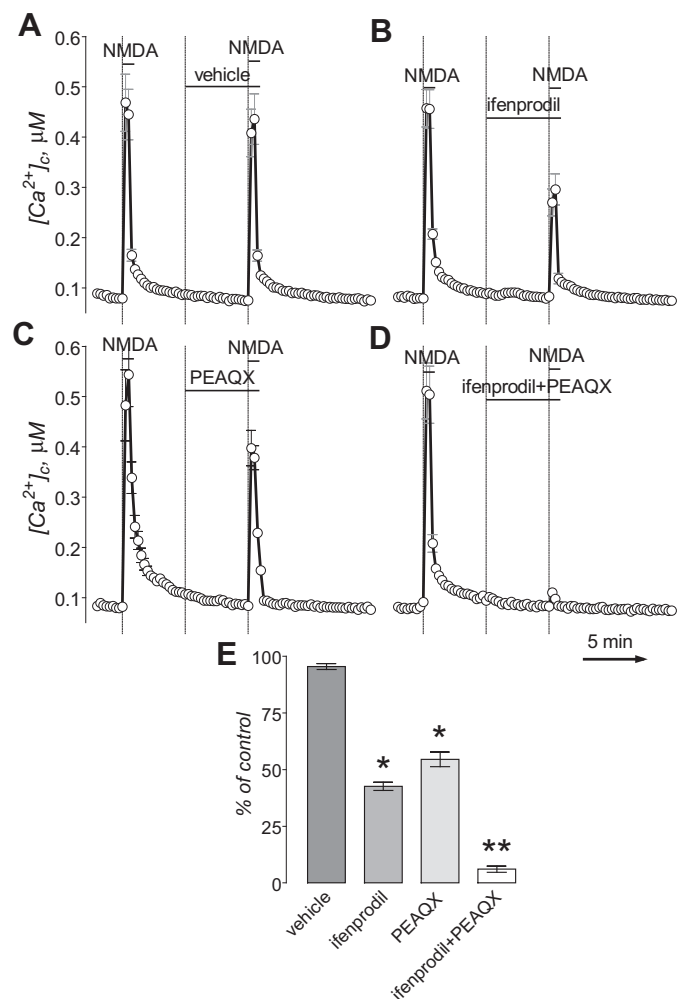 A
B
0.6
0.5
0.4
0.3
0.2
0.1
[Ca²⁺]c, μM
NMDA
vehicle
NMDA
NMDA
ifenprodil
NMDA
C
D
0.6
0.5
0.4
0.3
0.2
0.1
[Ca²⁺]c, μM
NMDA
PEAQX
NMDA
NMDA
ifenprodil+PEAQX
NMDA
5 min
E
100
75
50
25
0
% of control
*
*
**
vehicle
ifenprodil
PEAQX
ifenprodil+PEAQX